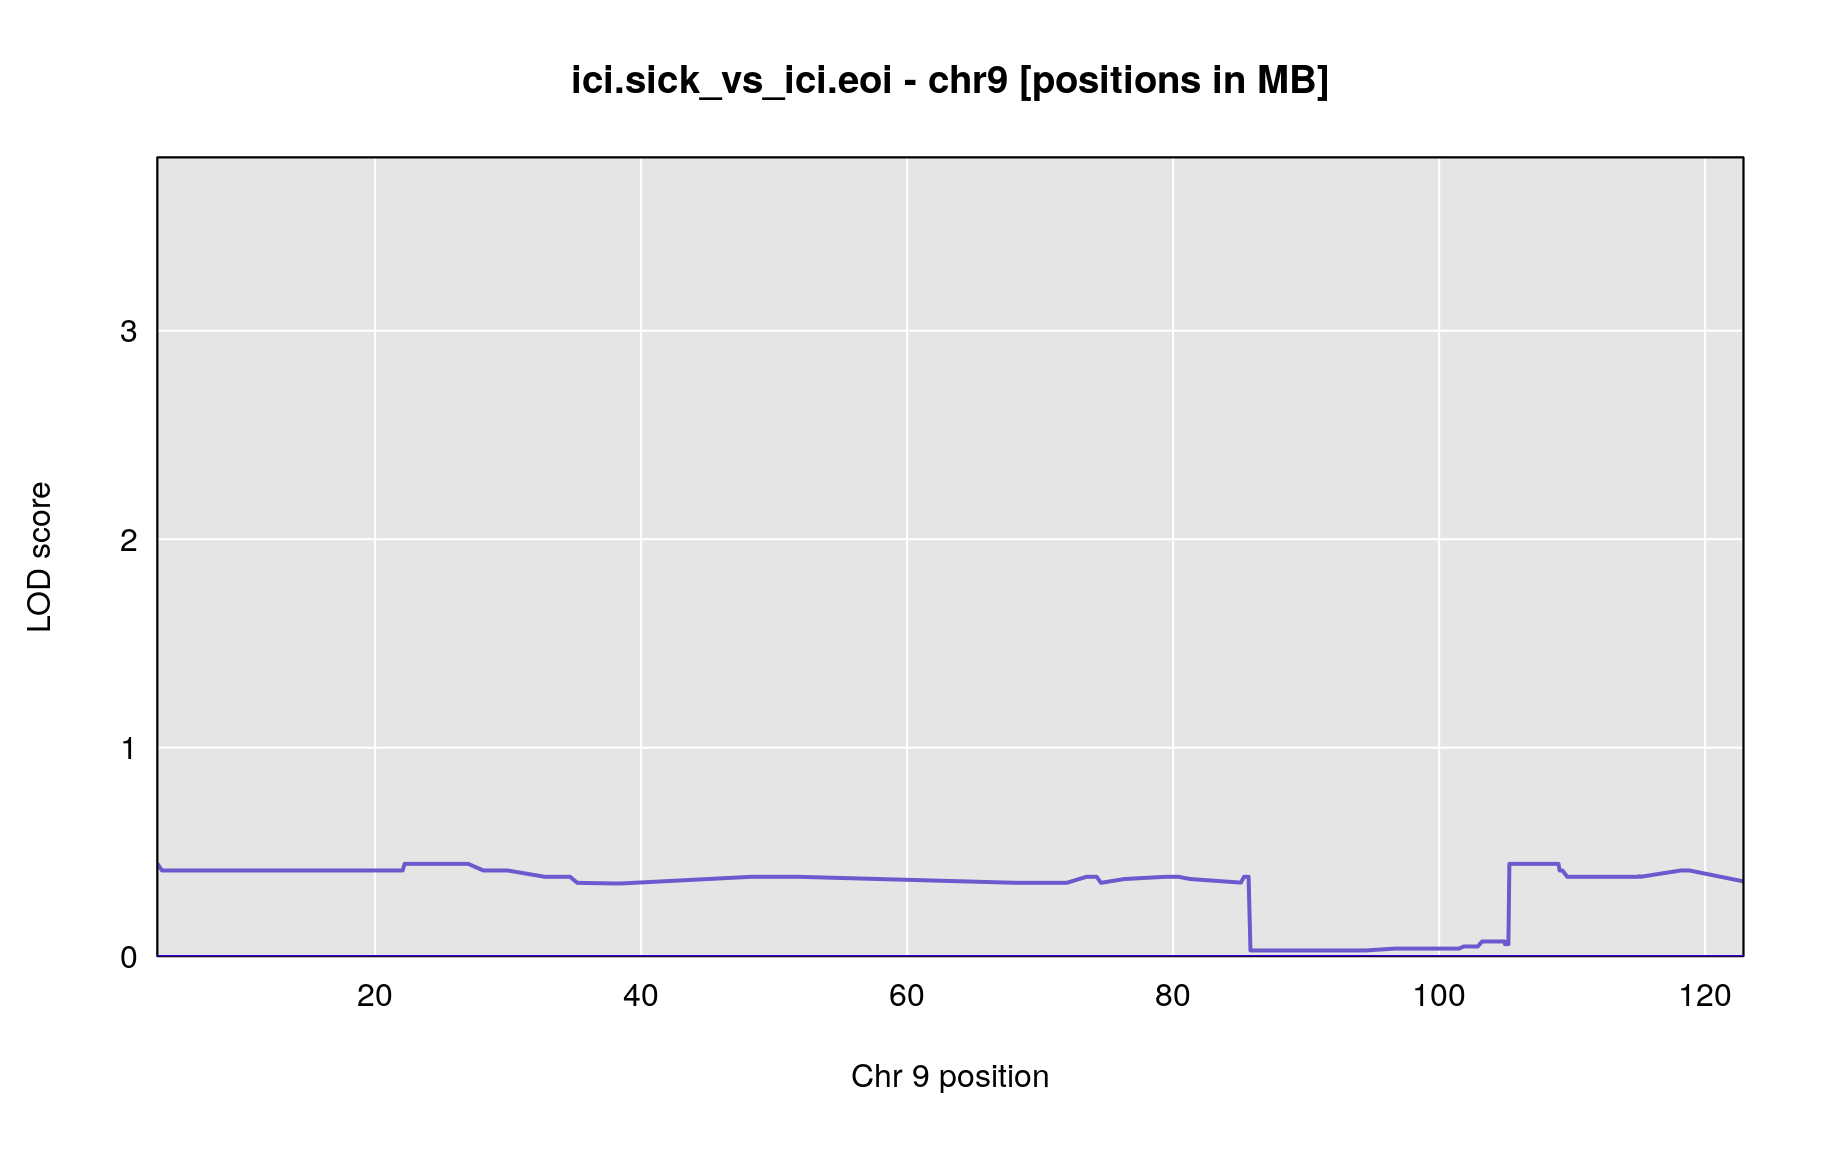 ici.sick_vs_ici.eoi - chr9 [positions in MB]
LOD score
3
2
1
0
20 40 60 80 100 120
Chr 9 position